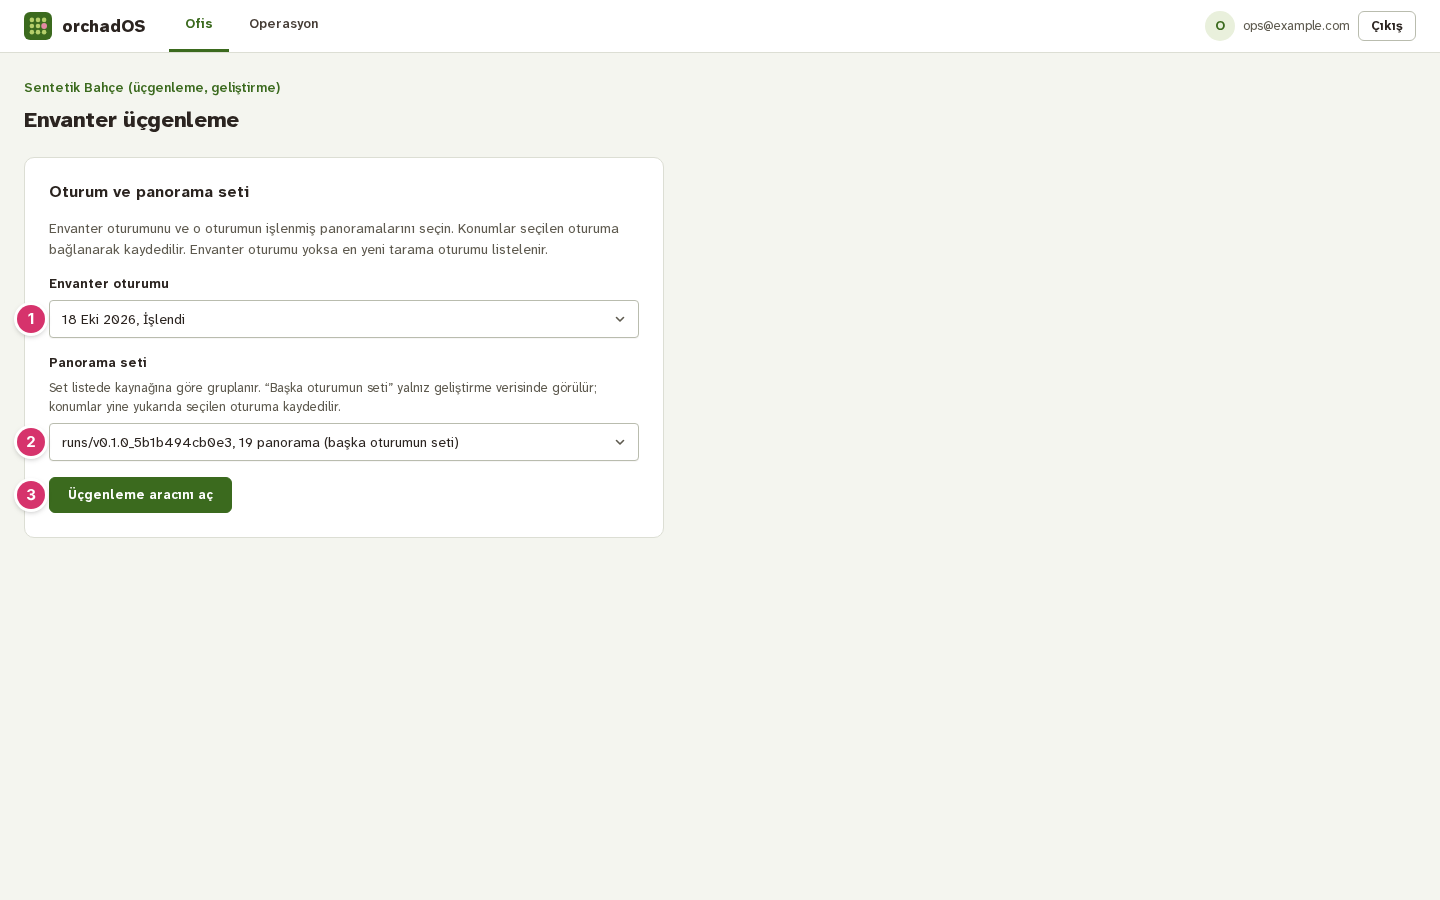 orchadOS
Ofis
Operasyon
O
ops@example.com
Çıkış
Sentetik Bahçe (üçgenleme, geliştirme)
Envanter üçgenleme
Oturum ve panorama seti
Envanter oturumunu ve o oturumun işlenmiş panoramalarını seçin. Konumlar seçilen oturuma
bağlanarak kaydedilir. Envanter oturumu yoksa en yeni tarama oturumu listelenir.
Envanter oturumu
1
18 Eki 2026, İşlendi
Panorama seti
Set listede kaynağına göre gruplanır. “Başka oturumun seti” yalnız geliştirme verisinde görülür;
konumlar yine yukarıda seçilen oturuma kaydedilir.
2
runs/v0.1.0_5b1b494cb0e3, 19 panorama (başka oturumun seti)
3
Üçgenleme aracını aç